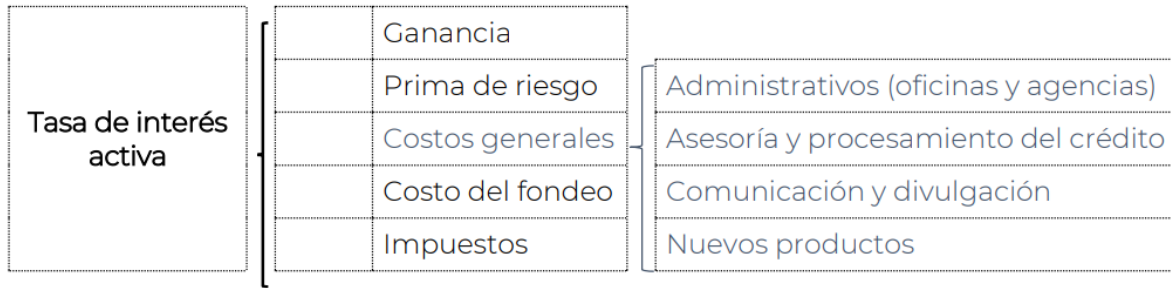 Tasa de interés
activa
Ganancia
Prima de riesgo
Costos generales
Costo del fondeo
Impuestos
Administrativos (oficinas y agencias)
Asesoría y procesamiento del crédito
Comunicación y divulgación
Nuevos productos